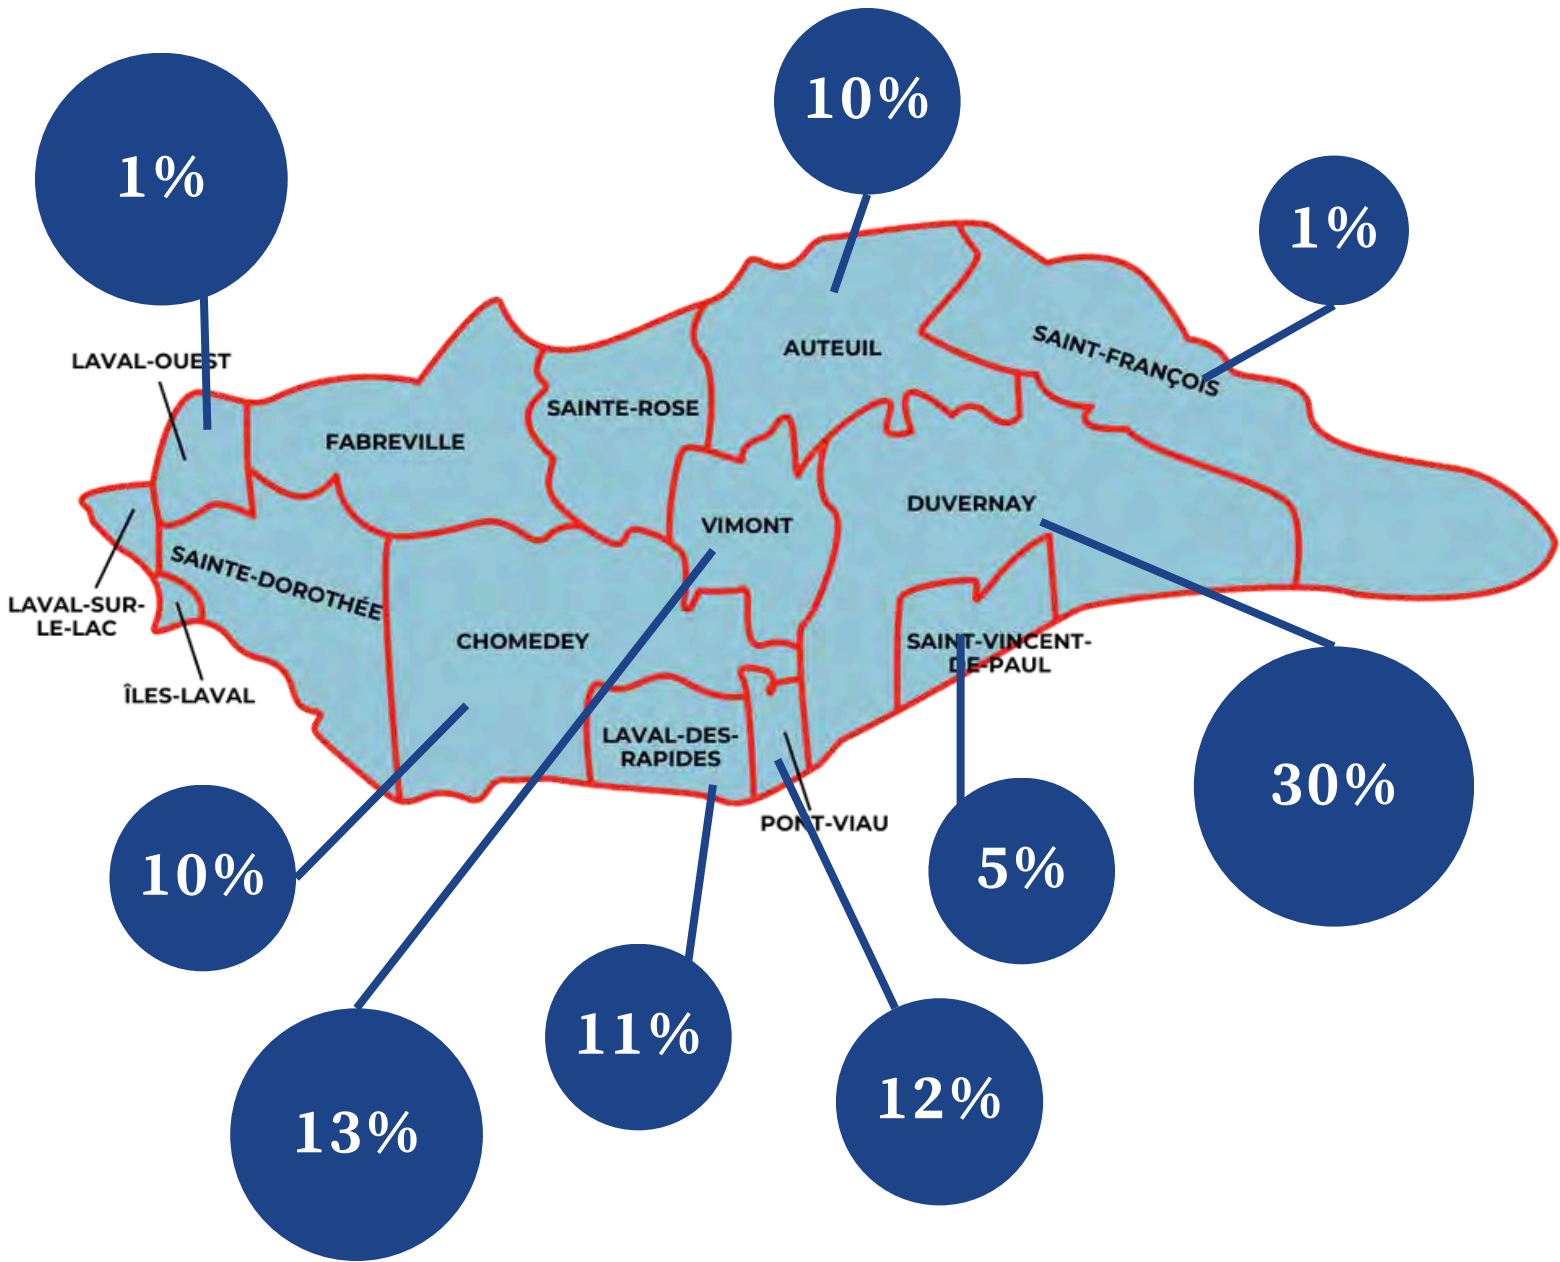 10%
1%
1%
LAVAL-OUEST
AUTEUIL
SAINT-FRANÇOIS
SAINTE-ROSE
FABREVILLE
VIMONT
DUVERNAY
SAINTE-DOROTHÉE
LAVAL-SUR-
LE-LAC
CHOMEDEY
SAINT-VINCENT-
DE-PAUL
ÎLES-LAVAL
LAVAL-DES-
RAPIDES
PONT-VIAU
30%
5%
10%
11%
12%
13%